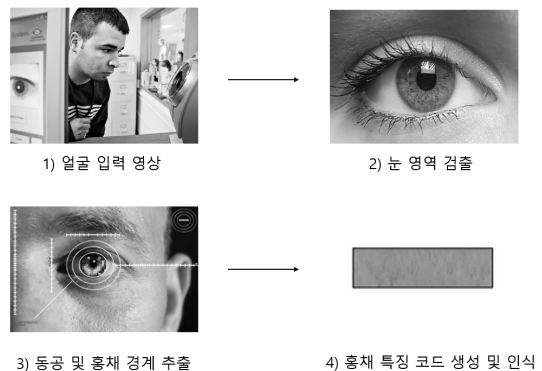 1) 얼굴 입력 영상
2) 눈 영역 검출
3) 동공 및 홍채 경계 추출
4) 홍채 특징 코드 생성 및 인식